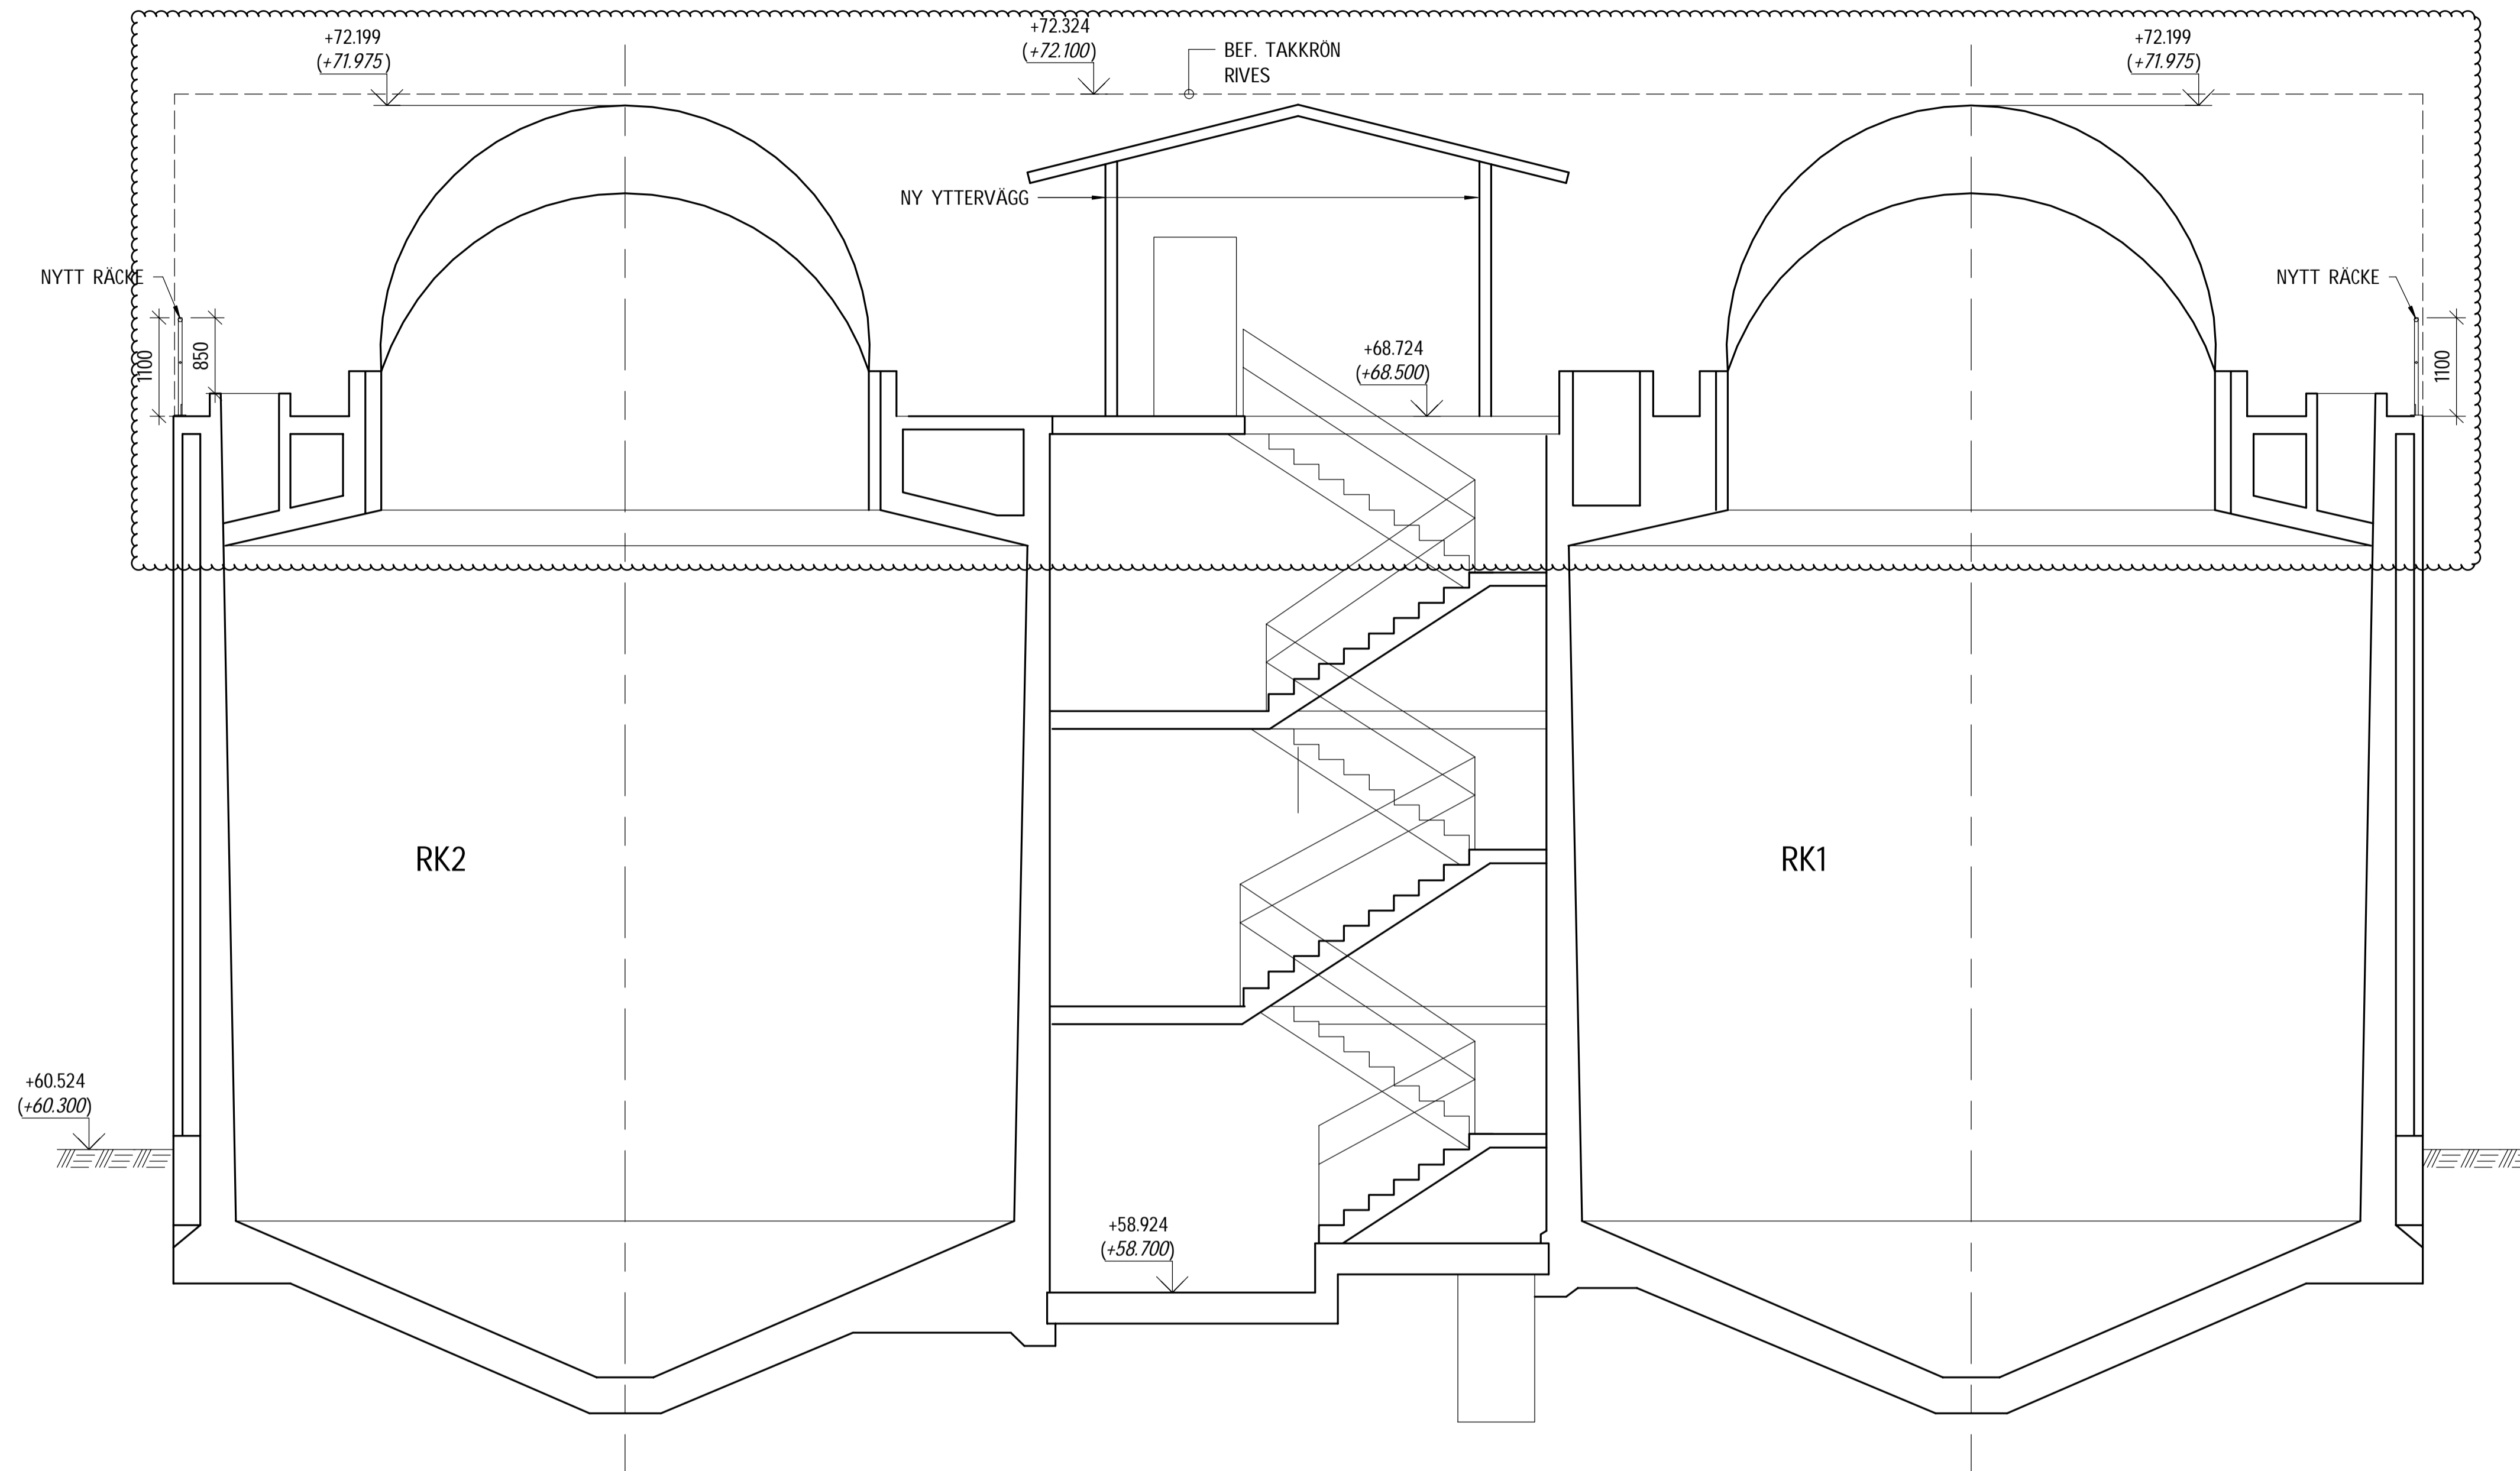 +72.199
(+71.975)
+72.324
(+72.100)
BEF. TAKKRÖN
RIVES
+72.199
(+71.975)
NY YTTERVÄGG
NYTT RÄCKE
NYTT RÄCKE
1100
850
+68.724
(+68.500)
1100
RK2
RK1
+60.524
(+60.300)
+58.924
(+58.700)